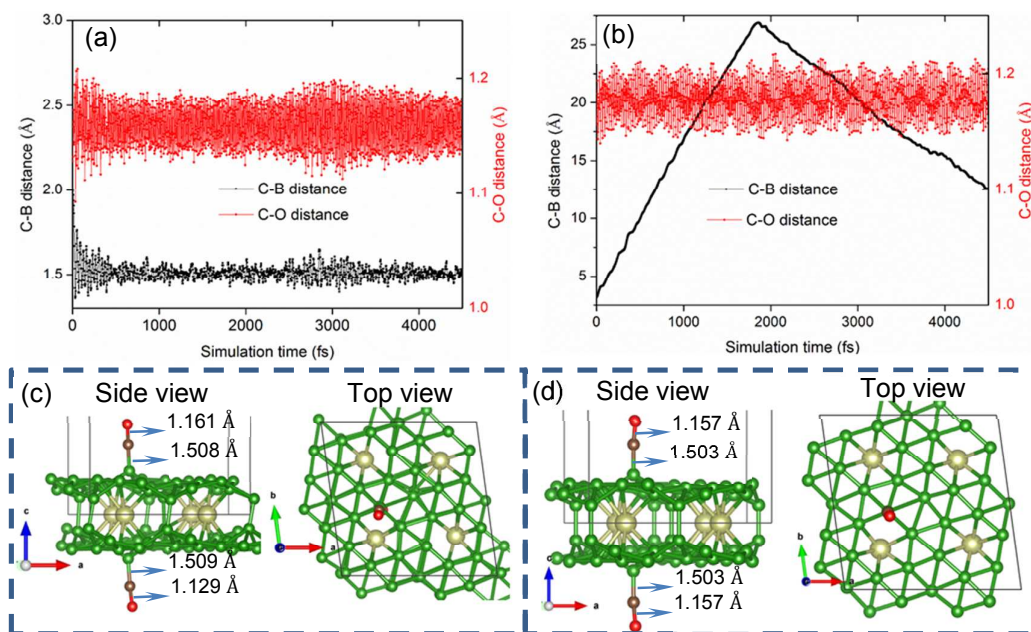 (a)
3.0
2.5
2.0
1.5
C-B distance (Å)
1.2
1.1
1.0
C-O distance (Å)
C-B distance
C-O distance
0
1000
2000
3000
4000
Simulation time (fs)
(b)
25
20
15
10
5
C-B distance (Å)
1.2
1.1
1.0
C-O distance (Å)
C-B distance
C-O distance
0
1000
2000
3000
4000
Simulation time (fs)
(c)
Side view
Top view
1.161 Å
1.508 Å
1.509 Å
1.129 Å
c
a
b
a
(d)
Side view
Top view
1.157 Å
1.503 Å
1.503 Å
1.157 Å
c
a
b
a